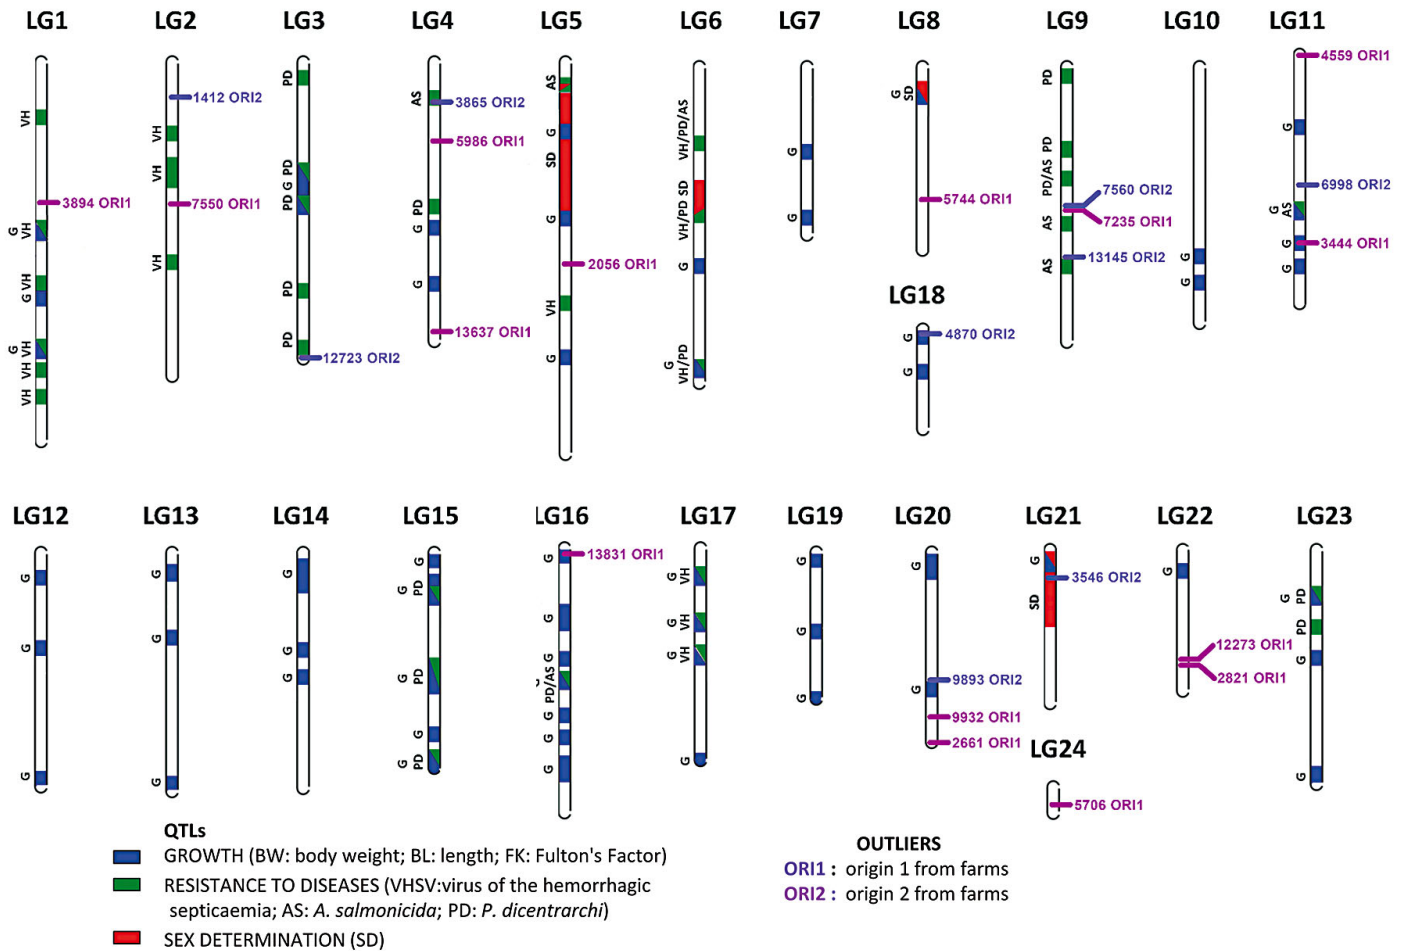 LG1 LG2 LG3 LG4 LG5 LG6 LG7 LG8 LG9 LG10 LG11
VH
3894 ORI1
G VH
VH
G
G VH
VH
VH
1412 ORI2
VH
VH
7550 ORI1
VH
PD
PD
G
PD
PD
PD
12723 ORI2
AS
3865 ORI2
5986 ORI1
PD
G
G
13637 ORI1
AS
G
SD
G
2056 ORI1
VH
G
VH/PD/AS
SD
VH/PD
G
G VH/PD
G
G
G SD
5744 ORI1
LG18
G
4870 ORI2
G
PD
PD
PD/AS
7560 ORI2
7235 ORI1
AS
13145 ORI2
AS
G
G
4559 ORI1
G
6998 ORI2
G AS
G
3444 ORI1
G
LG12 LG13 LG14 LG15 LG16 LG17 LG19 LG20 LG21 LG22 LG23
G
G
G
G
G
G
G
G
G
G
G PD
G PD
G
G PD
G
13831 ORI1
G
G
G PD/AS
G
G
G
G VH
G VH
G VH
G
G
G
G
G
9893 ORI2
G
9932 ORI1
2661 ORI1
G
3546 ORI2
SD
LG24
5706 ORI1
G
12273 ORI1
2821 ORI1
G PD
PD
G
G
QTLs
GROWTH (BW: body weight; BL: length; FK: Fulton's Factor)
RESISTANCE TO DISEASES (VHSV:virus of the hemorrhagic
septicaemia; AS: A. salmonicida; PD: P. dicentrarchi)
SEX DETERMINATION (SD)
OUTLIERS
ORI1 : origin 1 from farms
ORI2 : origin 2 from farms